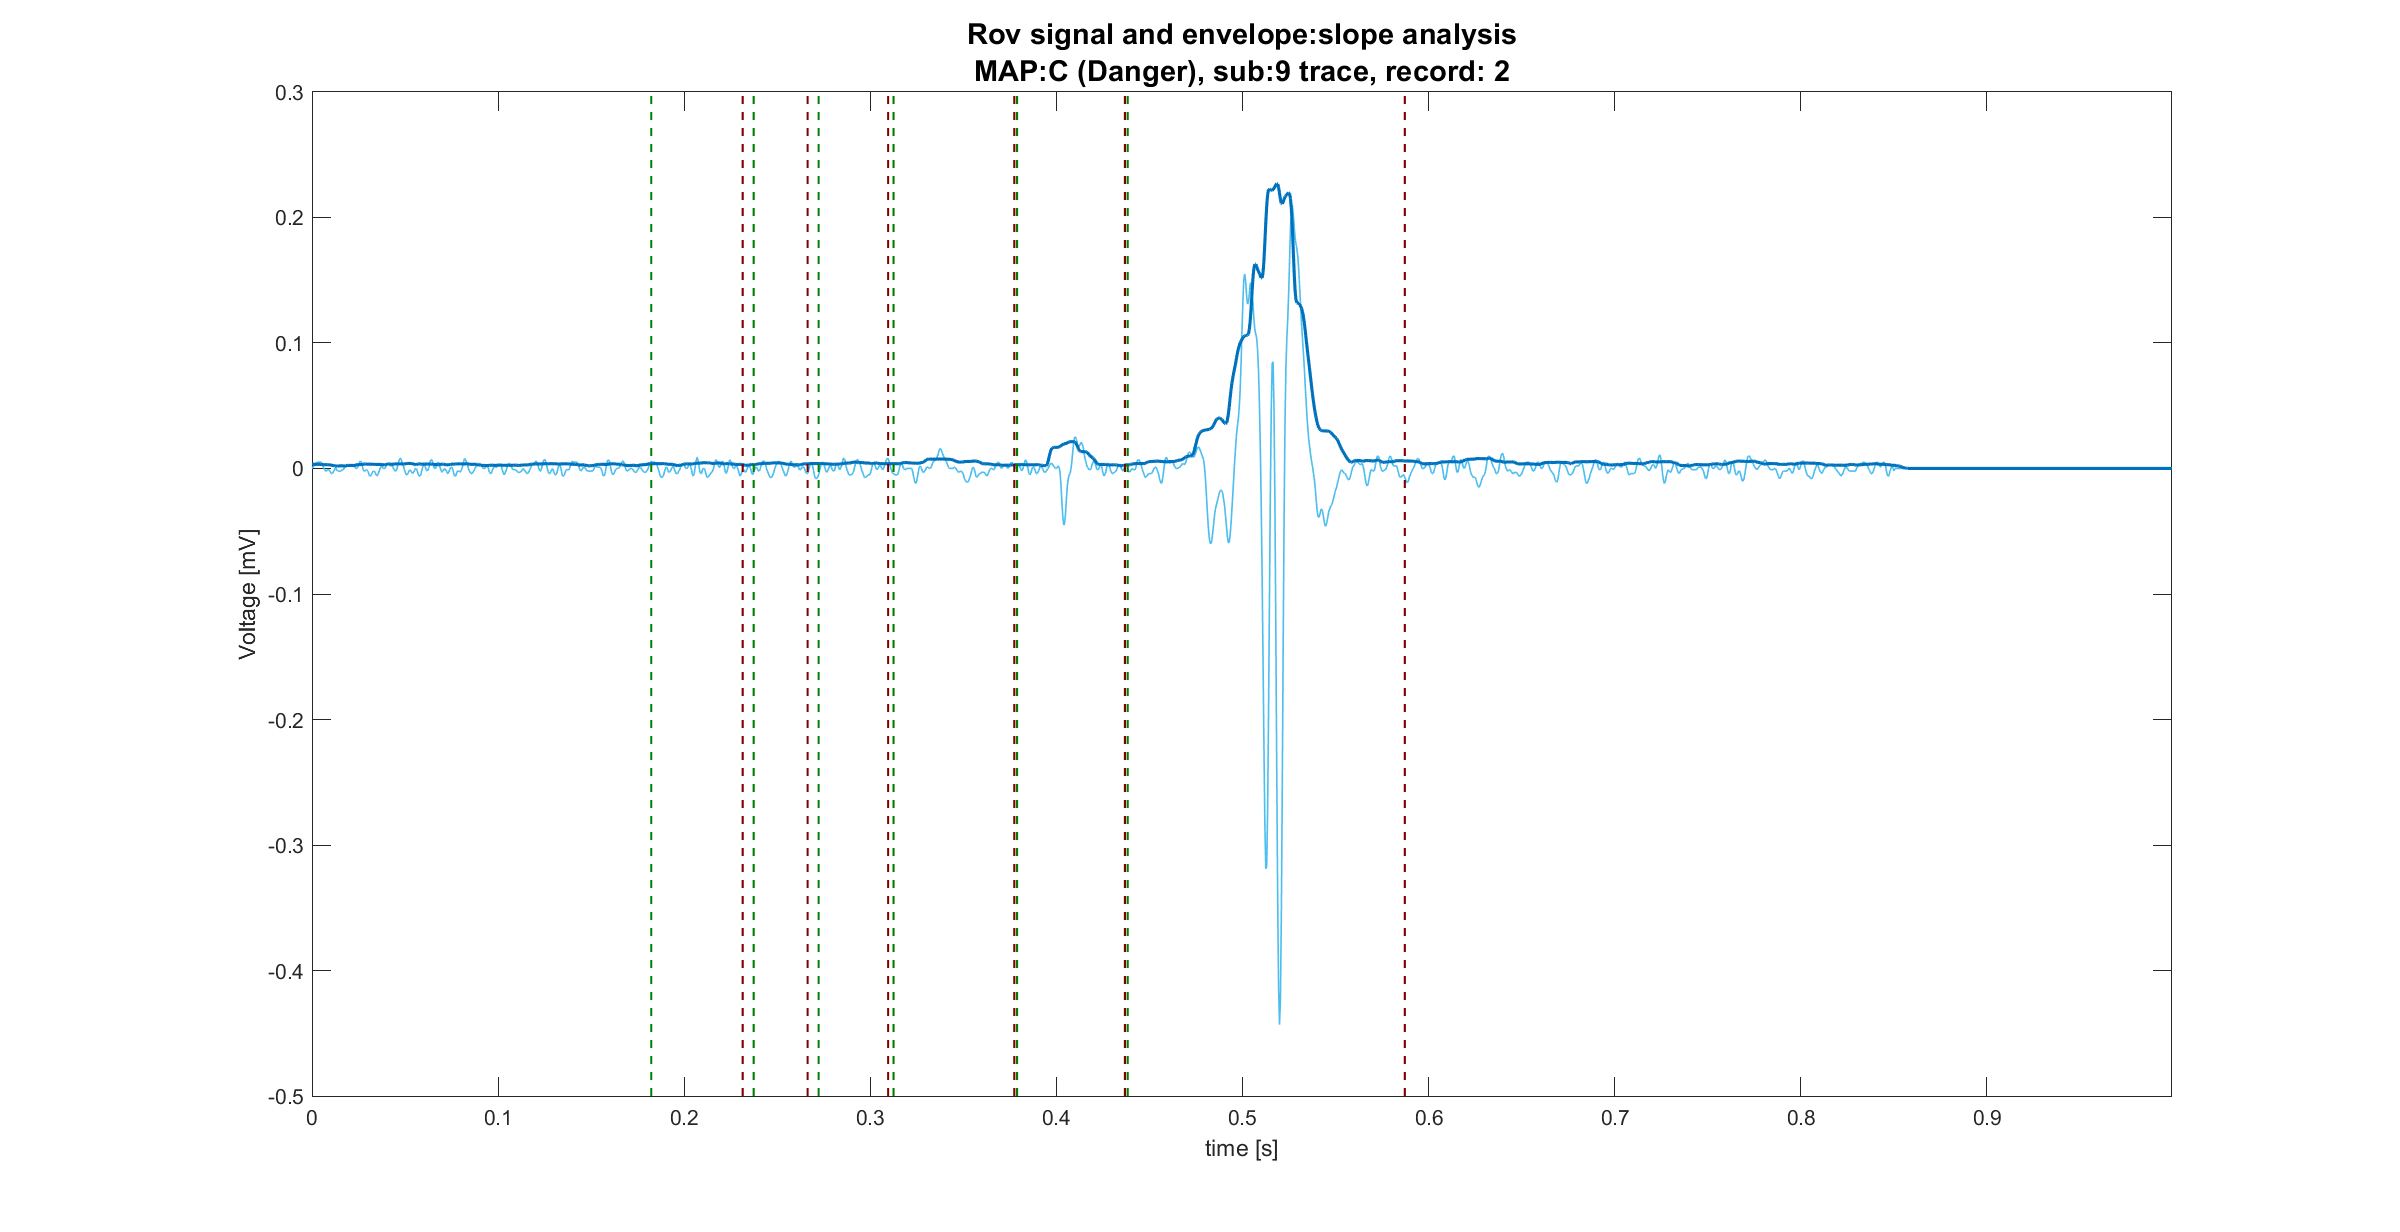 Rov signal and envelope:slope analysis
MAP:C (Danger), sub:9 trace, record: 2
0.3
0.2
0.1
0
-0.1
-0.2
-0.3
-0.4
-0.5
Voltage [mV]
0 0.1 0.2 0.3 0.4 0.5 0.6 0.7 0.8 0.9
time [s]